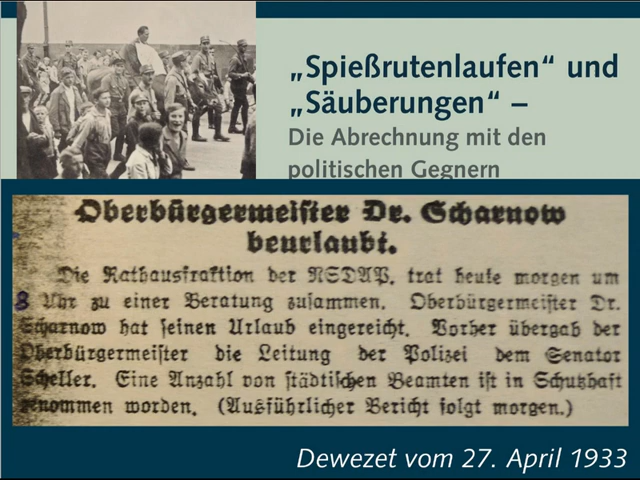 „Spießrutenlaufen“ und
„Säuberungen“ –
Die Abrechnung mit den
politischen Gegnern
Oberbürgermeister Dr. Scharnow
beurlaubt.
Die Rathausfraktion der NSDAP. trat heute morgen um
8 Uhr zu einer Beratung zusammen. Oberbürgermeister Dr.
Scharnow hat seinen Urlaub eingereicht. Vorher übergab der
Oberbürgermeister die Leitung der Polizei dem Senator
Scheller. Eine Anzahl von städtischen Beamten ist in Schutzhaft
genommen worden. (Ausführlicher Bericht folgt morgen.)
Dewezet vom 27. April 1933